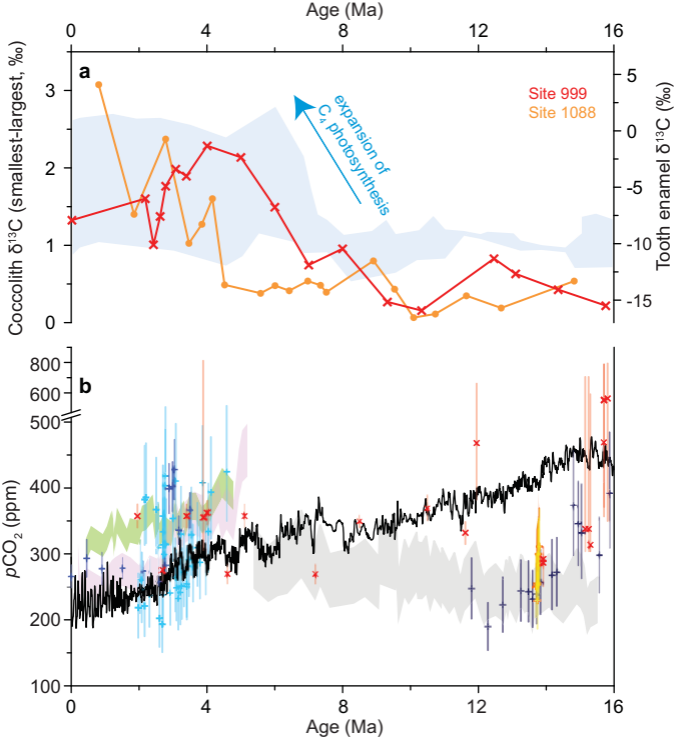 Age (Ma)
0 4 8 12 16
a
Coccolith δ¹³C (smallest-largest, ‰)
3
2
1
0
Site 999
Site 1088
expansion of
C₄ photosynthesis
5
0
-5
-10
-15
Tooth enamel δ¹³C (‰)
b
pCO₂ (ppm)
800
600
500
400
300
200
100
0 4 8 12 16
Age (Ma)